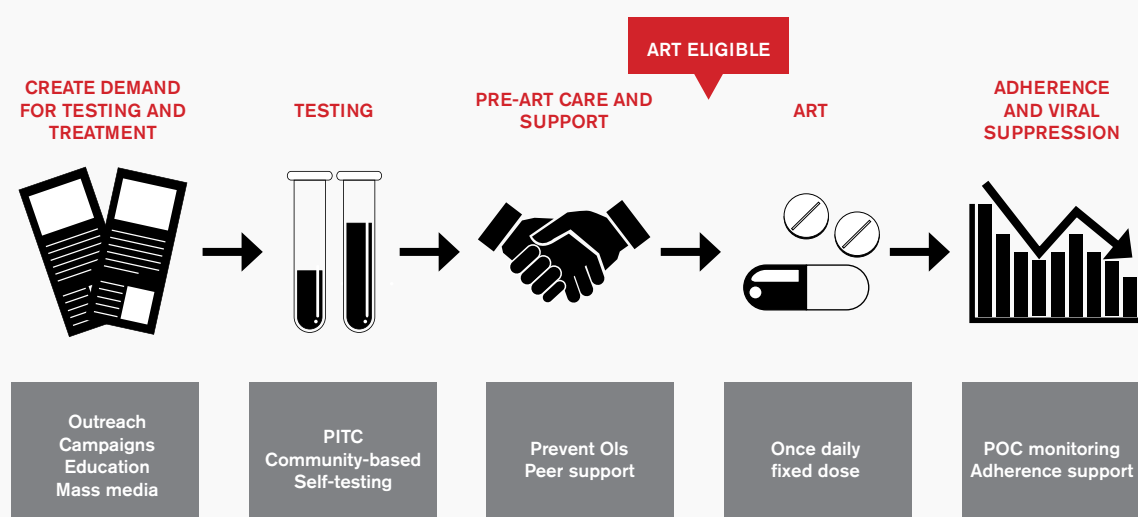 ART ELIGIBLE
CREATE DEMAND
FOR TESTING AND
TREATMENT
TESTING
PRE-ART CARE AND
SUPPORT
ART
ADHERENCE
AND VIRAL
SUPPRESSION
Outreach
Campaigns
Education
Mass media
PITC
Community-based
Self-testing
Prevent OIs
Peer support
Once daily
fixed dose
POC monitoring
Adherence support